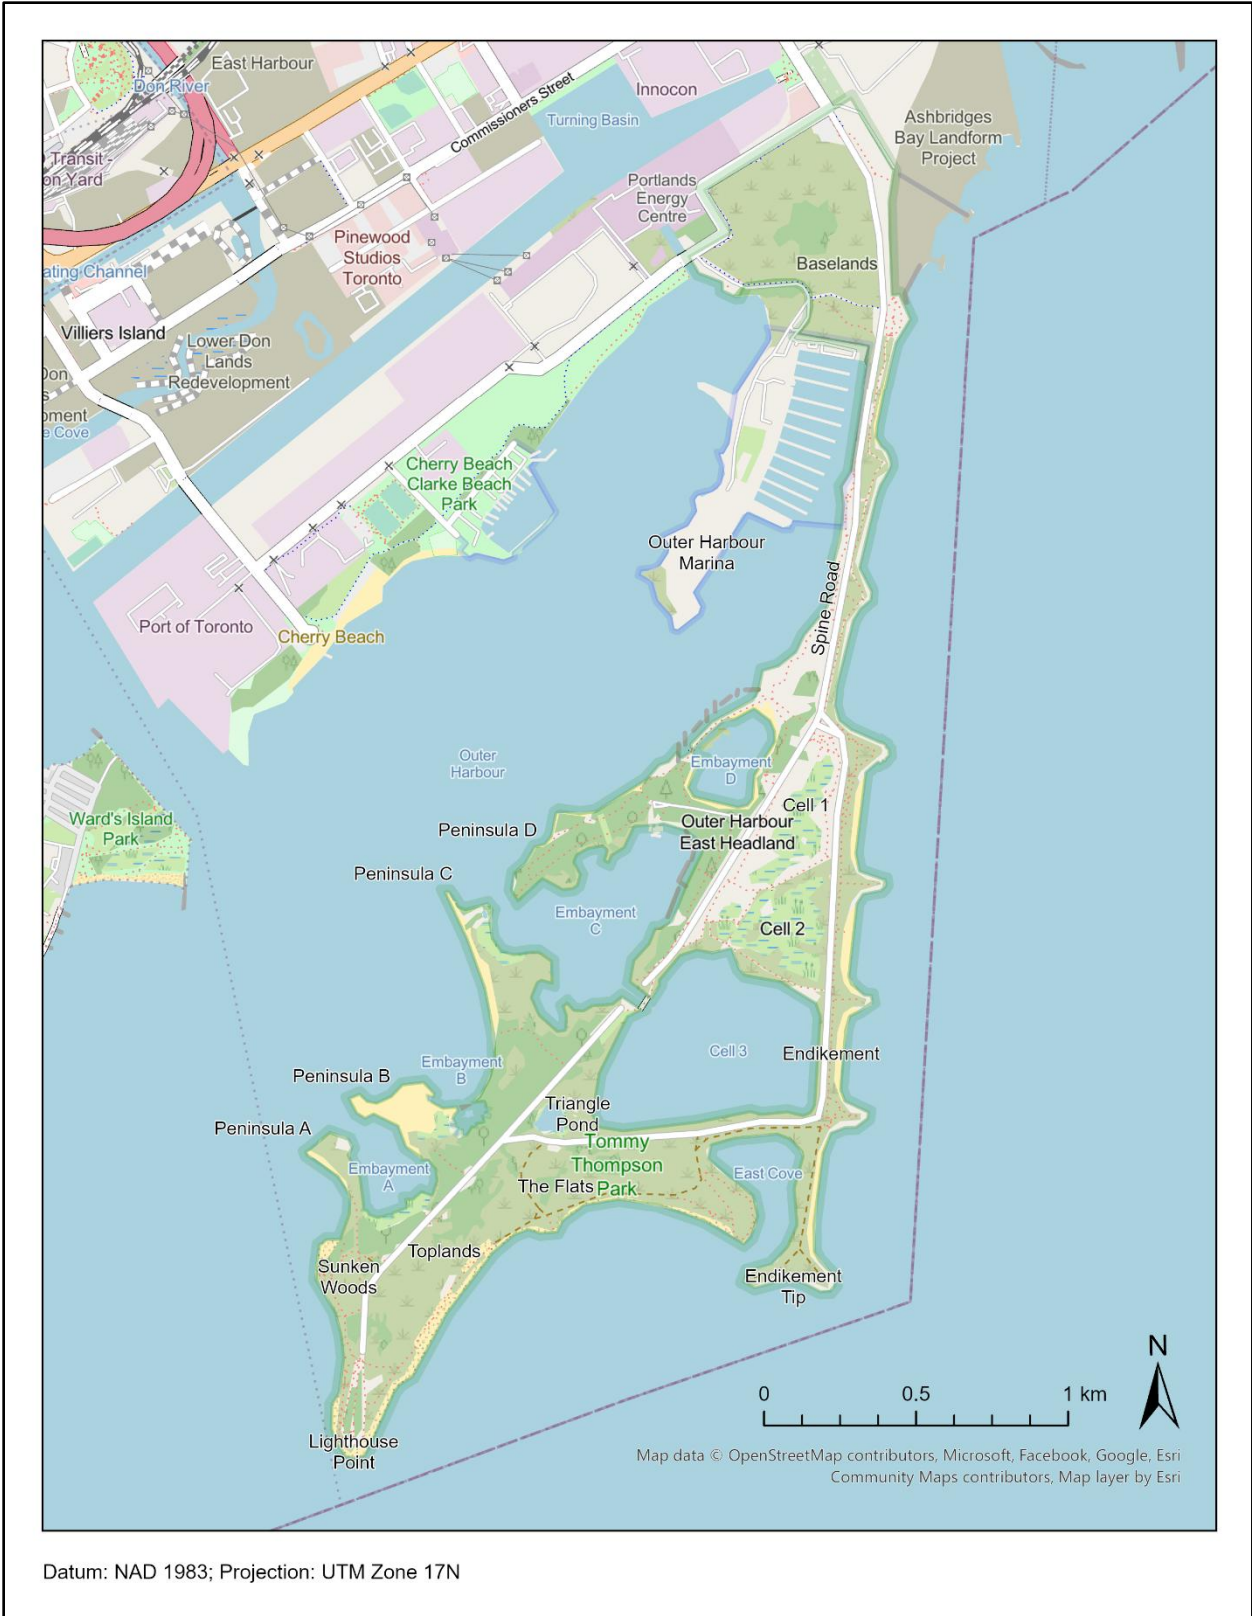 East Harbour
Don River
Commissioners Street
Innocon
Turning Basin
Ashbridges
Bay Landform
Project
Transit -
on Yard
Portlands
Energy
Centre
Pinewood
Studios
Toronto
Baselands
ating Channel
Villiers Island
Lower Don
Lands
Redevelopment
Don
s
oment
e Cove
Cherry Beach
Clarke Beach
Park
Outer Harbour
Marina
Spine Road
Port of Toronto
Cherry Beach
Outer
Harbour
Embayment
D
Cell 1
Ward's Island
Park
Peninsula D
Outer Harbour
East Headland
Peninsula C
Embayment
C
Cell 2
Cell 3
Endikement
Embayment
B
Peninsula B
Triangle
Pond
Peninsula A
Tommy
Thompson
Park
Embayment
A
East Cove
The Flats
Toplands
Sunken
Woods
Endikement
Tip
N
0 0.5 1 km
Lighthouse
Point
Map data © OpenStreetMap contributors, Microsoft, Facebook, Google, Esri
Community Maps contributors, Map layer by Esri
Datum: NAD 1983; Projection: UTM Zone 17N